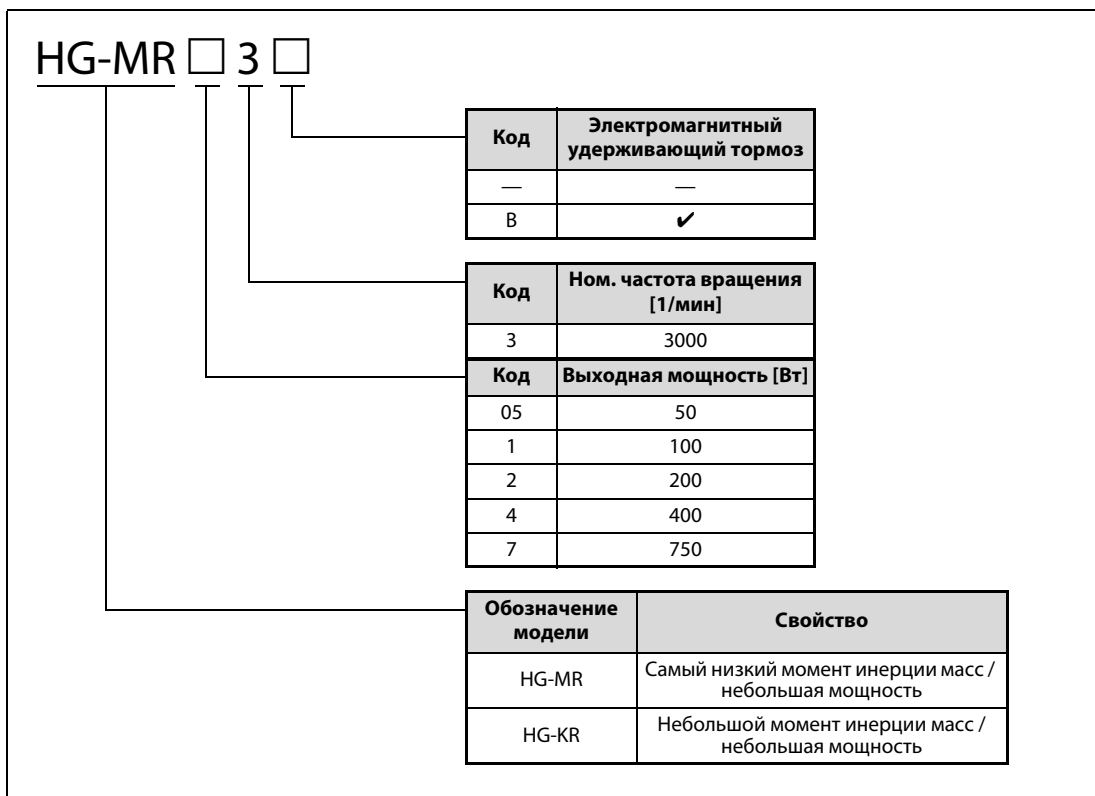 HG-MR □ 3 □
Код Электромагнитный
удерживающий тормоз
— —
B ✔
Код Ном. частота вращения
[1/мин]
3 3000
Код Выходная мощность [Вт]
05 50
1 100
2 200
4 400
7 750
Обозначение
модели Свойство
HG-MR Самый низкий момент инерции масс /
небольшая мощность
HG-KR Небольшой момент инерции масс /
небольшая мощность